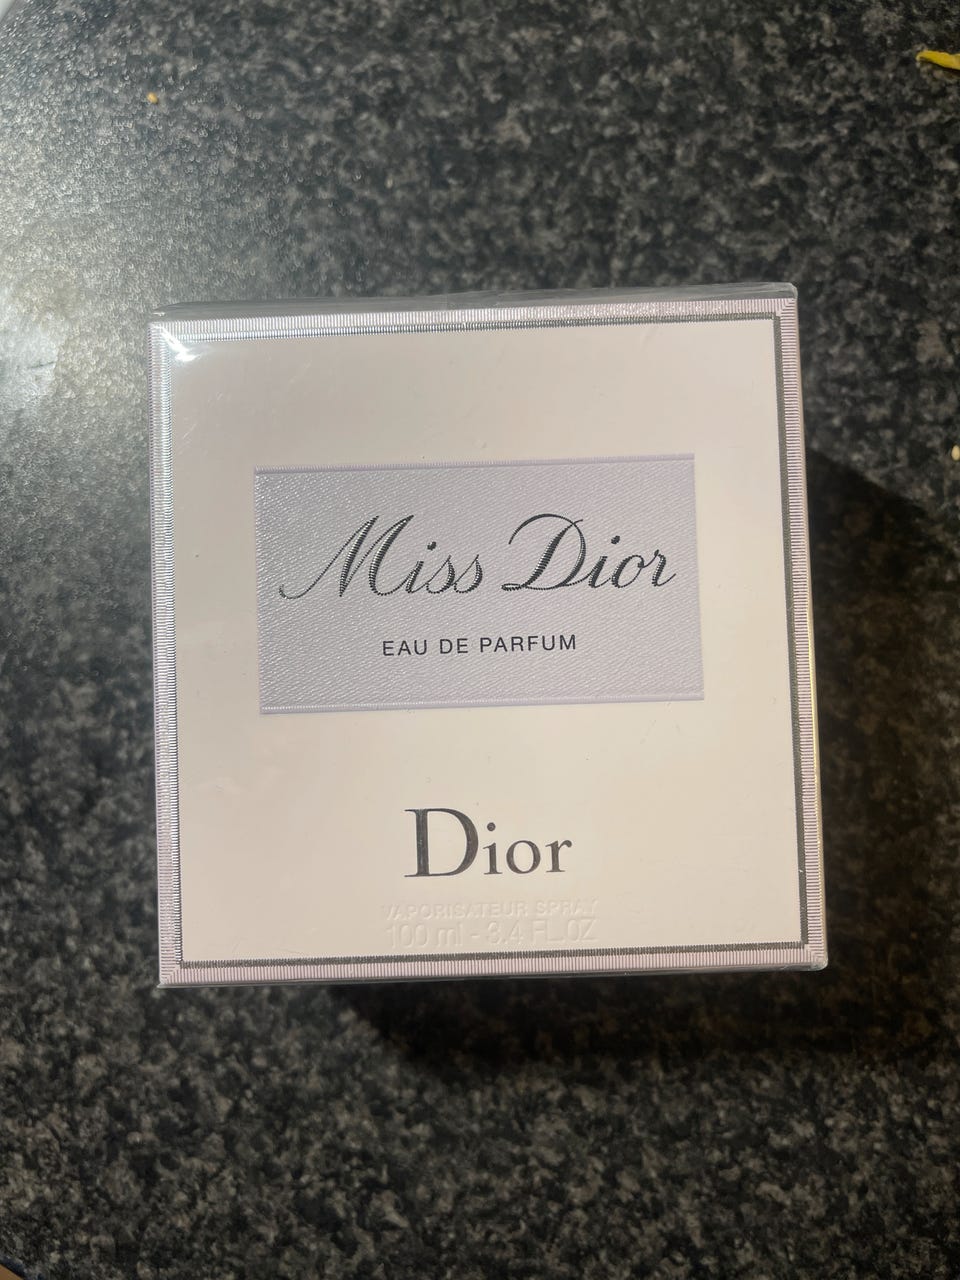 Miss Dior
EAU DE PARFUM
Dior
VAPORISATEUR SPRAY
100 ml - 3.4 FL.OZ